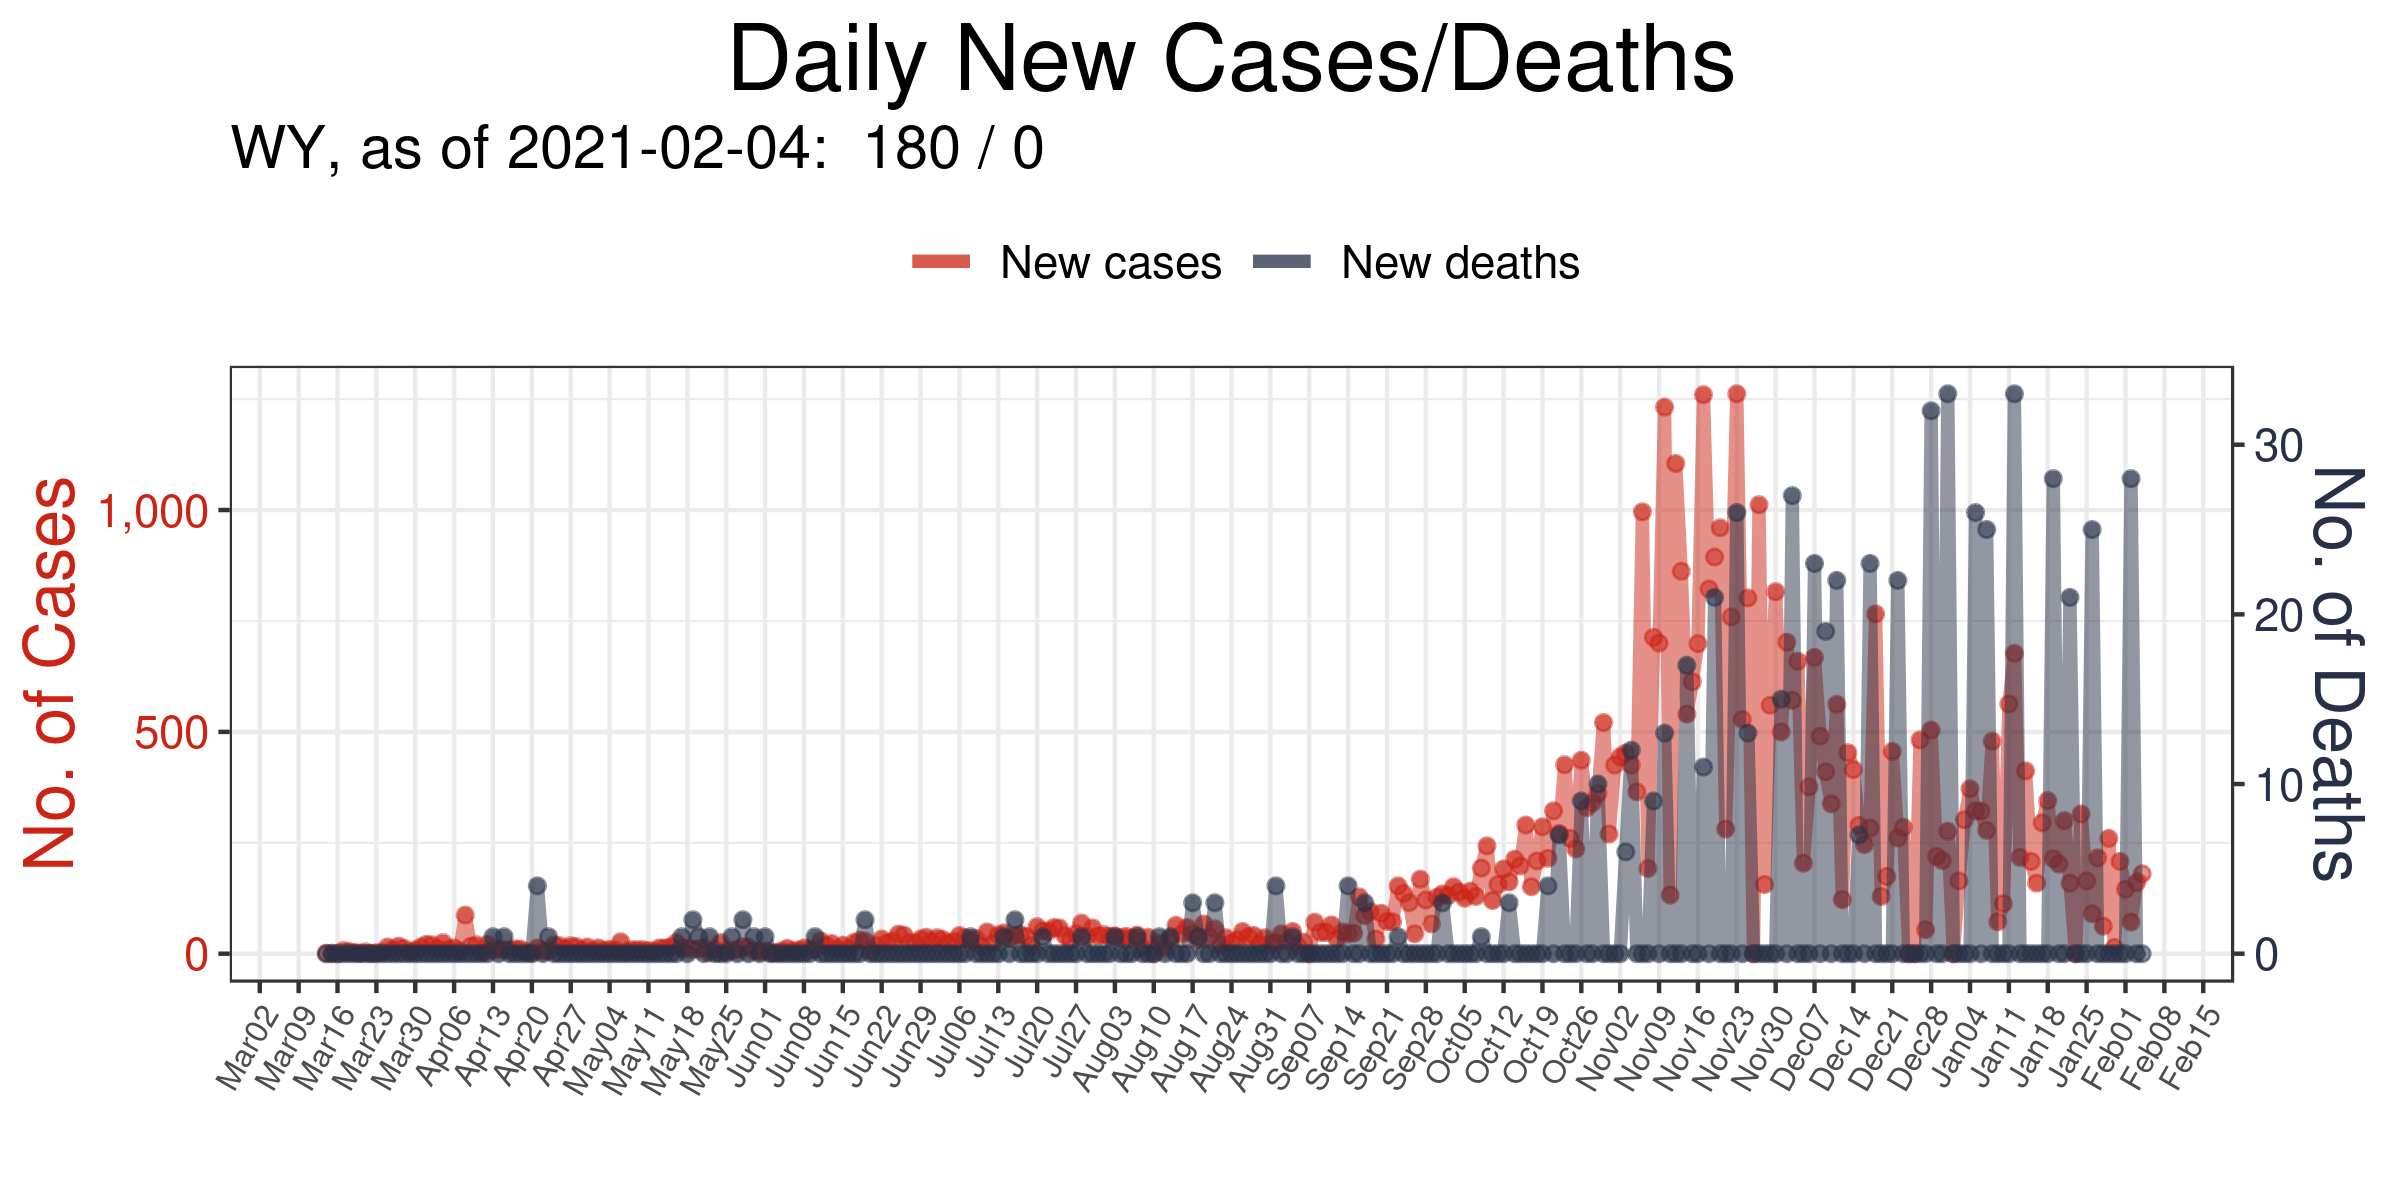 Daily New Cases/Deaths
WY, as of 2021-02-04:  180 / 0
New cases New deaths
No. of Cases
1,000
500
0
30
20
10
0
No. of Deaths
Mar02 Mar09 Mar16 Mar23 Mar30 Apr06 Apr13 Apr20 Apr27 May04 May11 May18 May25 Jun01 Jun08 Jun15 Jun22 Jun29 Jul06 Jul13 Jul20 Jul27 Aug03 Aug10 Aug17 Aug24 Aug31 Sep07 Sep14 Sep21 Sep28 Oct05 Oct12 Oct19 Oct26 Nov02 Nov09 Nov16 Nov23 Nov30 Dec07 Dec14 Dec21 Dec28 Jan04 Jan11 Jan18 Jan25 Feb01 Feb08 Feb15